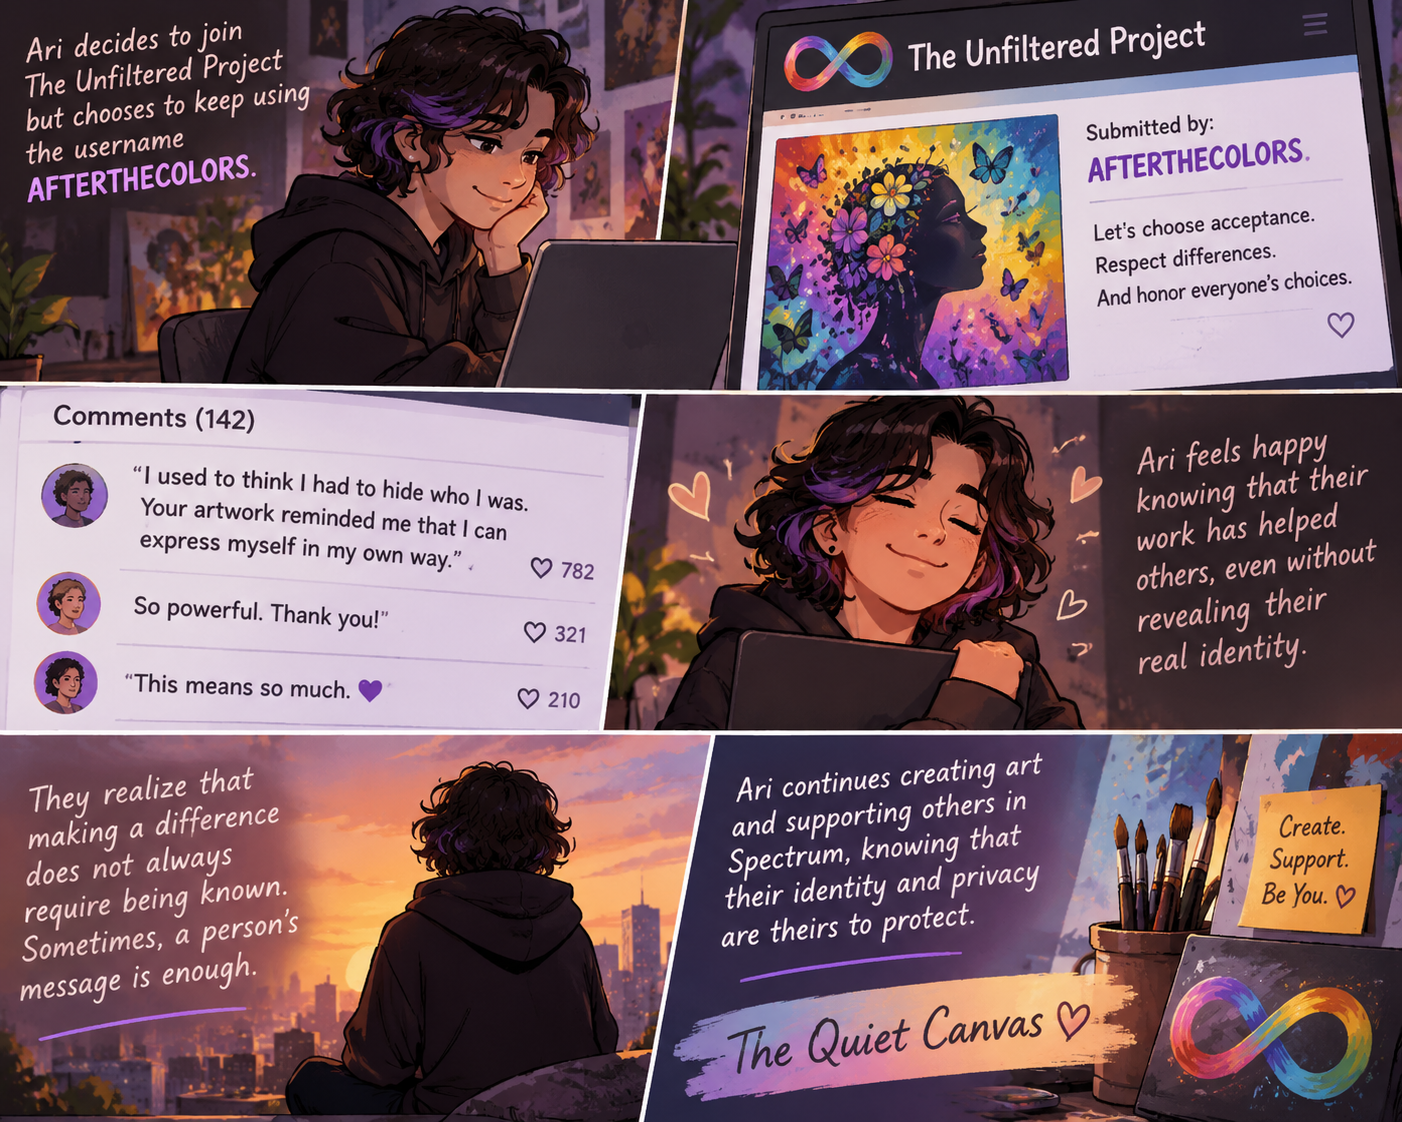 Ari decides to join
The Unfiltered Project
but chooses to keep using
the username
AFTERTHECOLORS.
The Unfiltered Project
Submitted by:
AFTERTHECOLORS.
Let's choose acceptance.
Respect differences.
And honor everyone's choices.
Comments (142)
“I used to think I had to hide who I was.
Your artwork reminded me that I can
express myself in my own way.”
782
So powerful. Thank you!”
321
“This means so much. 💜
210
Ari feels happy
knowing that their
work has helped
others, even without
revealing their
real identity.
They realize that
making a difference
does not always
require being known.
Sometimes, a person's
message is enough.
Ari continues creating art
and supporting others in
Spectrum, knowing that
their identity and privacy
are theirs to protect.
The Quiet Canvas ♡
Create.
Support.
Be You. ♡